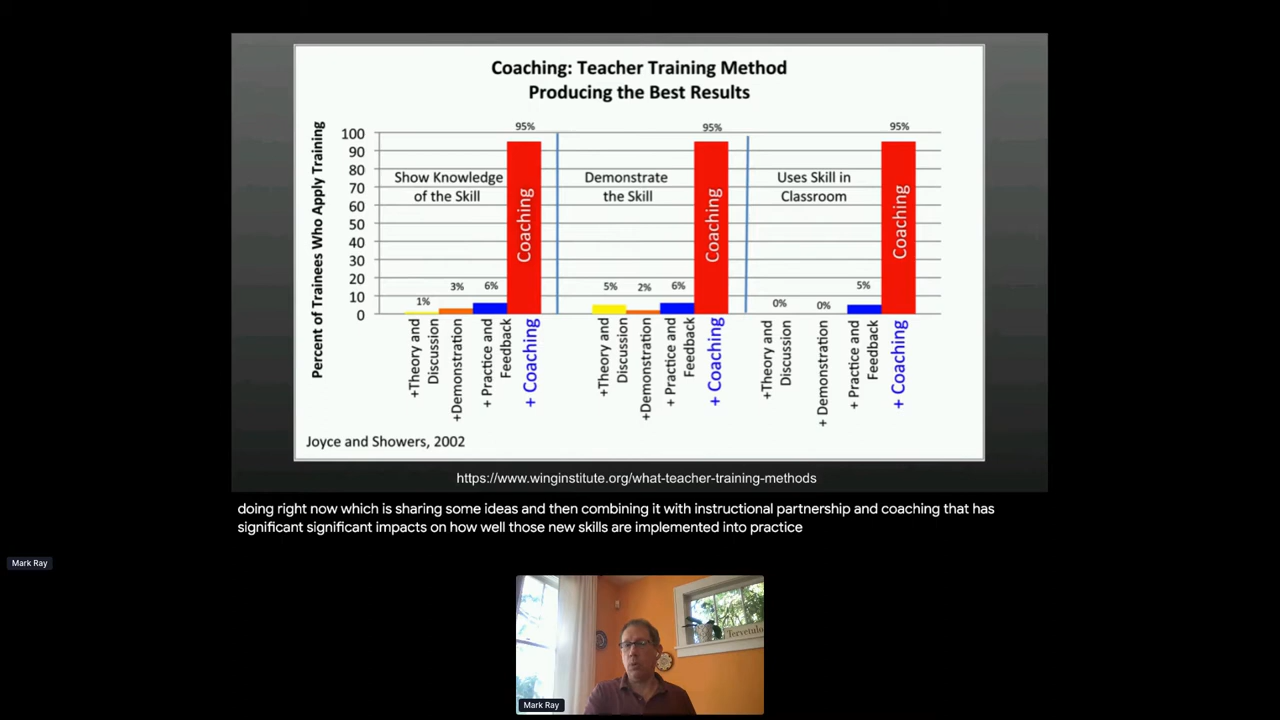 Coaching: Teacher Training Method
Producing the Best Results
Percent of Trainees Who Apply Training
100
90
80
70
60
50
40
30
20
10
0
Show Knowledge
of the Skill
1%
3%
6%
95%
Coaching
Demonstrate
the Skill
5%
2%
6%
95%
Coaching
Uses Skill in
Classroom
0%
0%
5%
95%
Coaching
+Theory and
Discussion
+Demonstration
+ Practice and
Feedback
+ Coaching
+Theory and
Discussion
+Demonstration
+ Practice and
Feedback
+ Coaching
+Theory and
Discussion
+ Demonstration
+ Practice and
Feedback
+ Coaching
Joyce and Showers, 2002
https://www.winginstitute.org/what-teacher-training-methods
doing right now which is sharing some ideas and then combining it with instructional partnership and coaching that has
significant significant impacts on how well those new skills are implemented into practice
Mark Ray
Tervetulo
Mark Ray